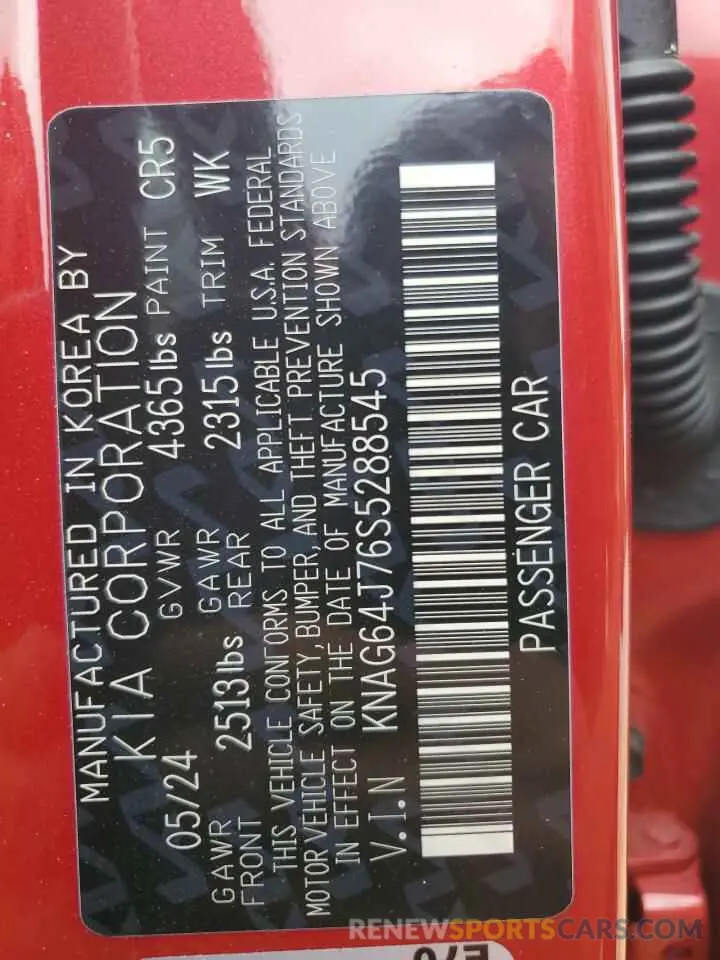 MANUFACTURED IN KOREA BY
KIA CORPORATION
05/24 GVWR 4365lbs PAINT CR5
GAWR FRONT 2513lbs GAWR REAR 2315lbs TRIM WK
THIS VEHICLE CONFORMS TO ALL APPLICABLE U.S.A. FEDERAL
MOTOR VEHICLE SAFETY, BUMPER, AND THEFT PREVENTION STANDARDS
IN EFFECT ON THE DATE OF MANUFACTURE SHOWN ABOVE
V.I.N KNAG64J76S5288545
PASSENGER CAR
RENEWSPORTSCARS.COM